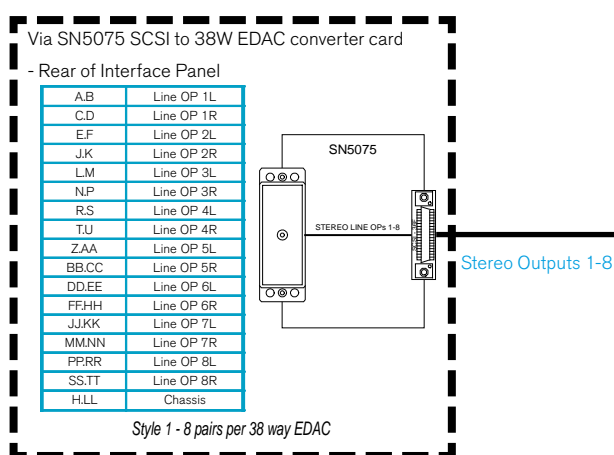 Via SN5075 SCSI to 38W EDAC converter card
- Rear of Interface Panel
A.B Line OP 1L
C.D Line OP 1R
E.F Line OP 2L
J.K Line OP 2R
L.M Line OP 3L
N.P Line OP 3R
R.S Line OP 4L
T.U Line OP 4R
Z.AA Line OP 5L
BB.CC Line OP 5R
DD.EE Line OP 6L
FF.HH Line OP 6R
JJ.KK Line OP 7L
MM.NN Line OP 7R
PP.RR Line OP 8L
SS.TT Line OP 8R
H.LL Chassis
SN5075
STEREO LINE OPs 1-8
Stereo Outputs 1-8
Style 1 - 8 pairs per 38 way EDAC